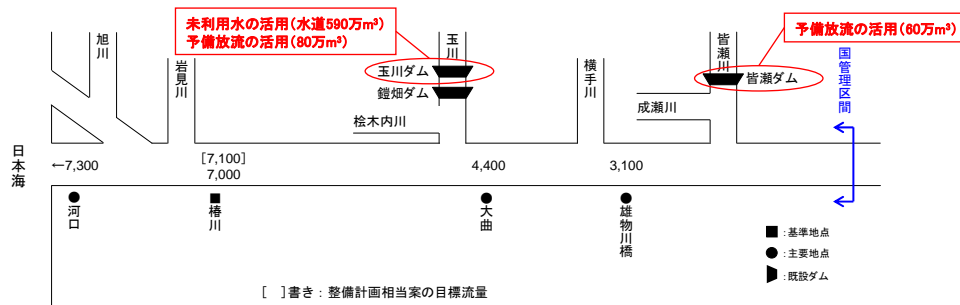 未利用水の活用(水道590万m³)
予備放流の活用(80万m³)
予備放流の活用(60万m³)
旭川
岩見川
玉川
横手川
皆瀬川
国管理区間
玉川ダム
皆瀬ダム
鎧畑ダム
成瀬川
桧木内川
日本海
←7,300
[7,100]
7,000
4,400
3,100
河口
椿川
大曲
雄物川橋
■:基準地点
●:主要地点
:既設ダム
[ ]書き:整備計画相当案の目標流量